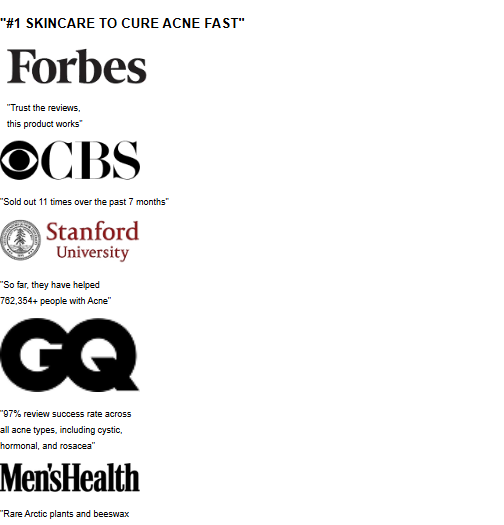 "#1 SKINCARE TO CURE ACNE FAST"
Forbes
"Trust the reviews,
this product works"
CBS
"Sold out 11 times over the past 7 months"
Stanford
University
"So far, they have helped
762,354+ people with Acne"
GQ
"97% review success rate across
all acne types, including cystic,
hormonal, and rosacea"
Men'sHealth
"Rare Arctic plants and beeswax